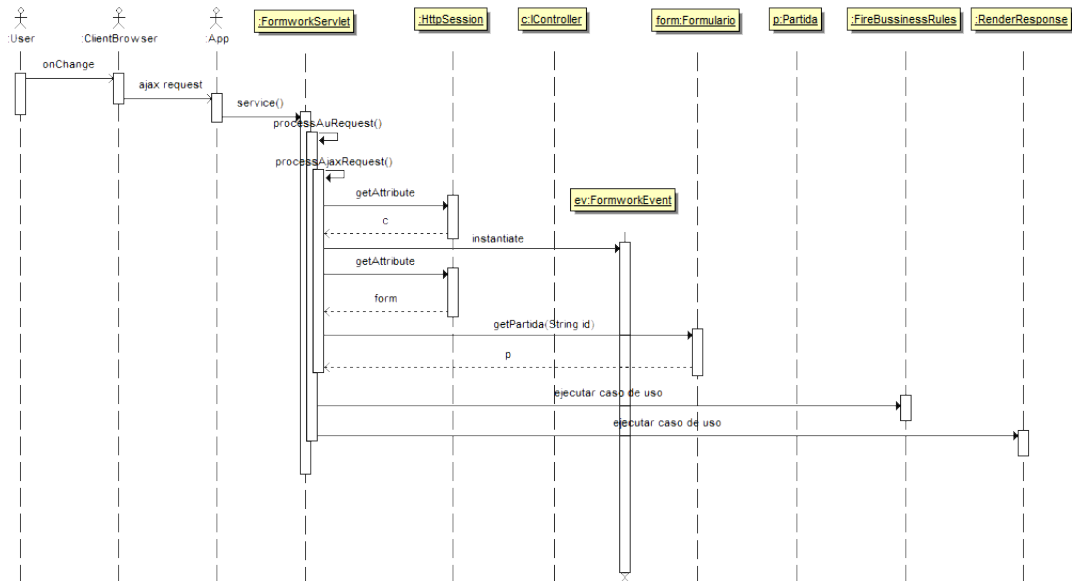 :User
:ClientBrowser
:App
:FormworkServlet
:HttpSession
c:IController
form:Formulario
p:Partida
:FireBussinessRules
:RenderResponse
onChange
ajax request
service()
processAuRequest()
processAjaxRequest()
getAttribute
ev:FormworkEvent
c
instantiate
getAttribute
form
getPartida(String id)
p
ejecutar caso de uso
ejecutar caso de uso